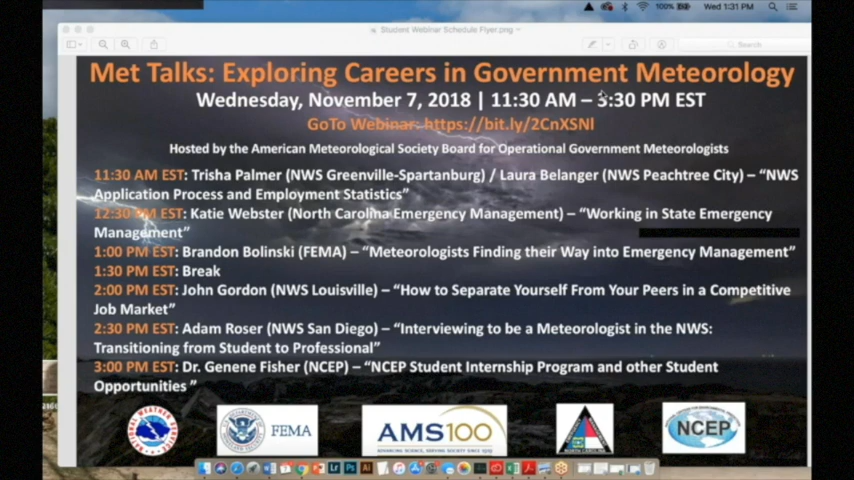 100%
Wed 1:31 PM
Student Webinar Schedule Flyer.png
Search
Met Talks: Exploring Careers in Government Meteorology
Wednesday, November 7, 2018 | 11:30 AM – 3:30 PM EST
GoTo Webinar: https://bit.ly/2CnXSNl
Hosted by the American Meteorological Society Board for Operational Government Meteorologists
11:30 AM EST: Trisha Palmer (NWS Greenville-Spartanburg) / Laura Belanger (NWS Peachtree City) – “NWS
Application Process and Employment Statistics”
12:30 PM EST: Katie Webster (North Carolina Emergency Management) – “Working in State Emergency
Management”
1:00 PM EST: Brandon Bolinski (FEMA) – “Meteorologists Finding their Way into Emergency Management”
1:30 PM EST: Break
2:00 PM EST: John Gordon (NWS Louisville) – “How to Separate Yourself From Your Peers in a Competitive
Job Market”
2:30 PM EST: Adam Roser (NWS San Diego) – “Interviewing to be a Meteorologist in the NWS:
Transitioning from Student to Professional”
3:00 PM EST: Dr. Genene Fisher (NCEP) – “NCEP Student Internship Program and other Student
Opportunities ”
FEMA
AMS100
NORTH CAROLINA
NCEP